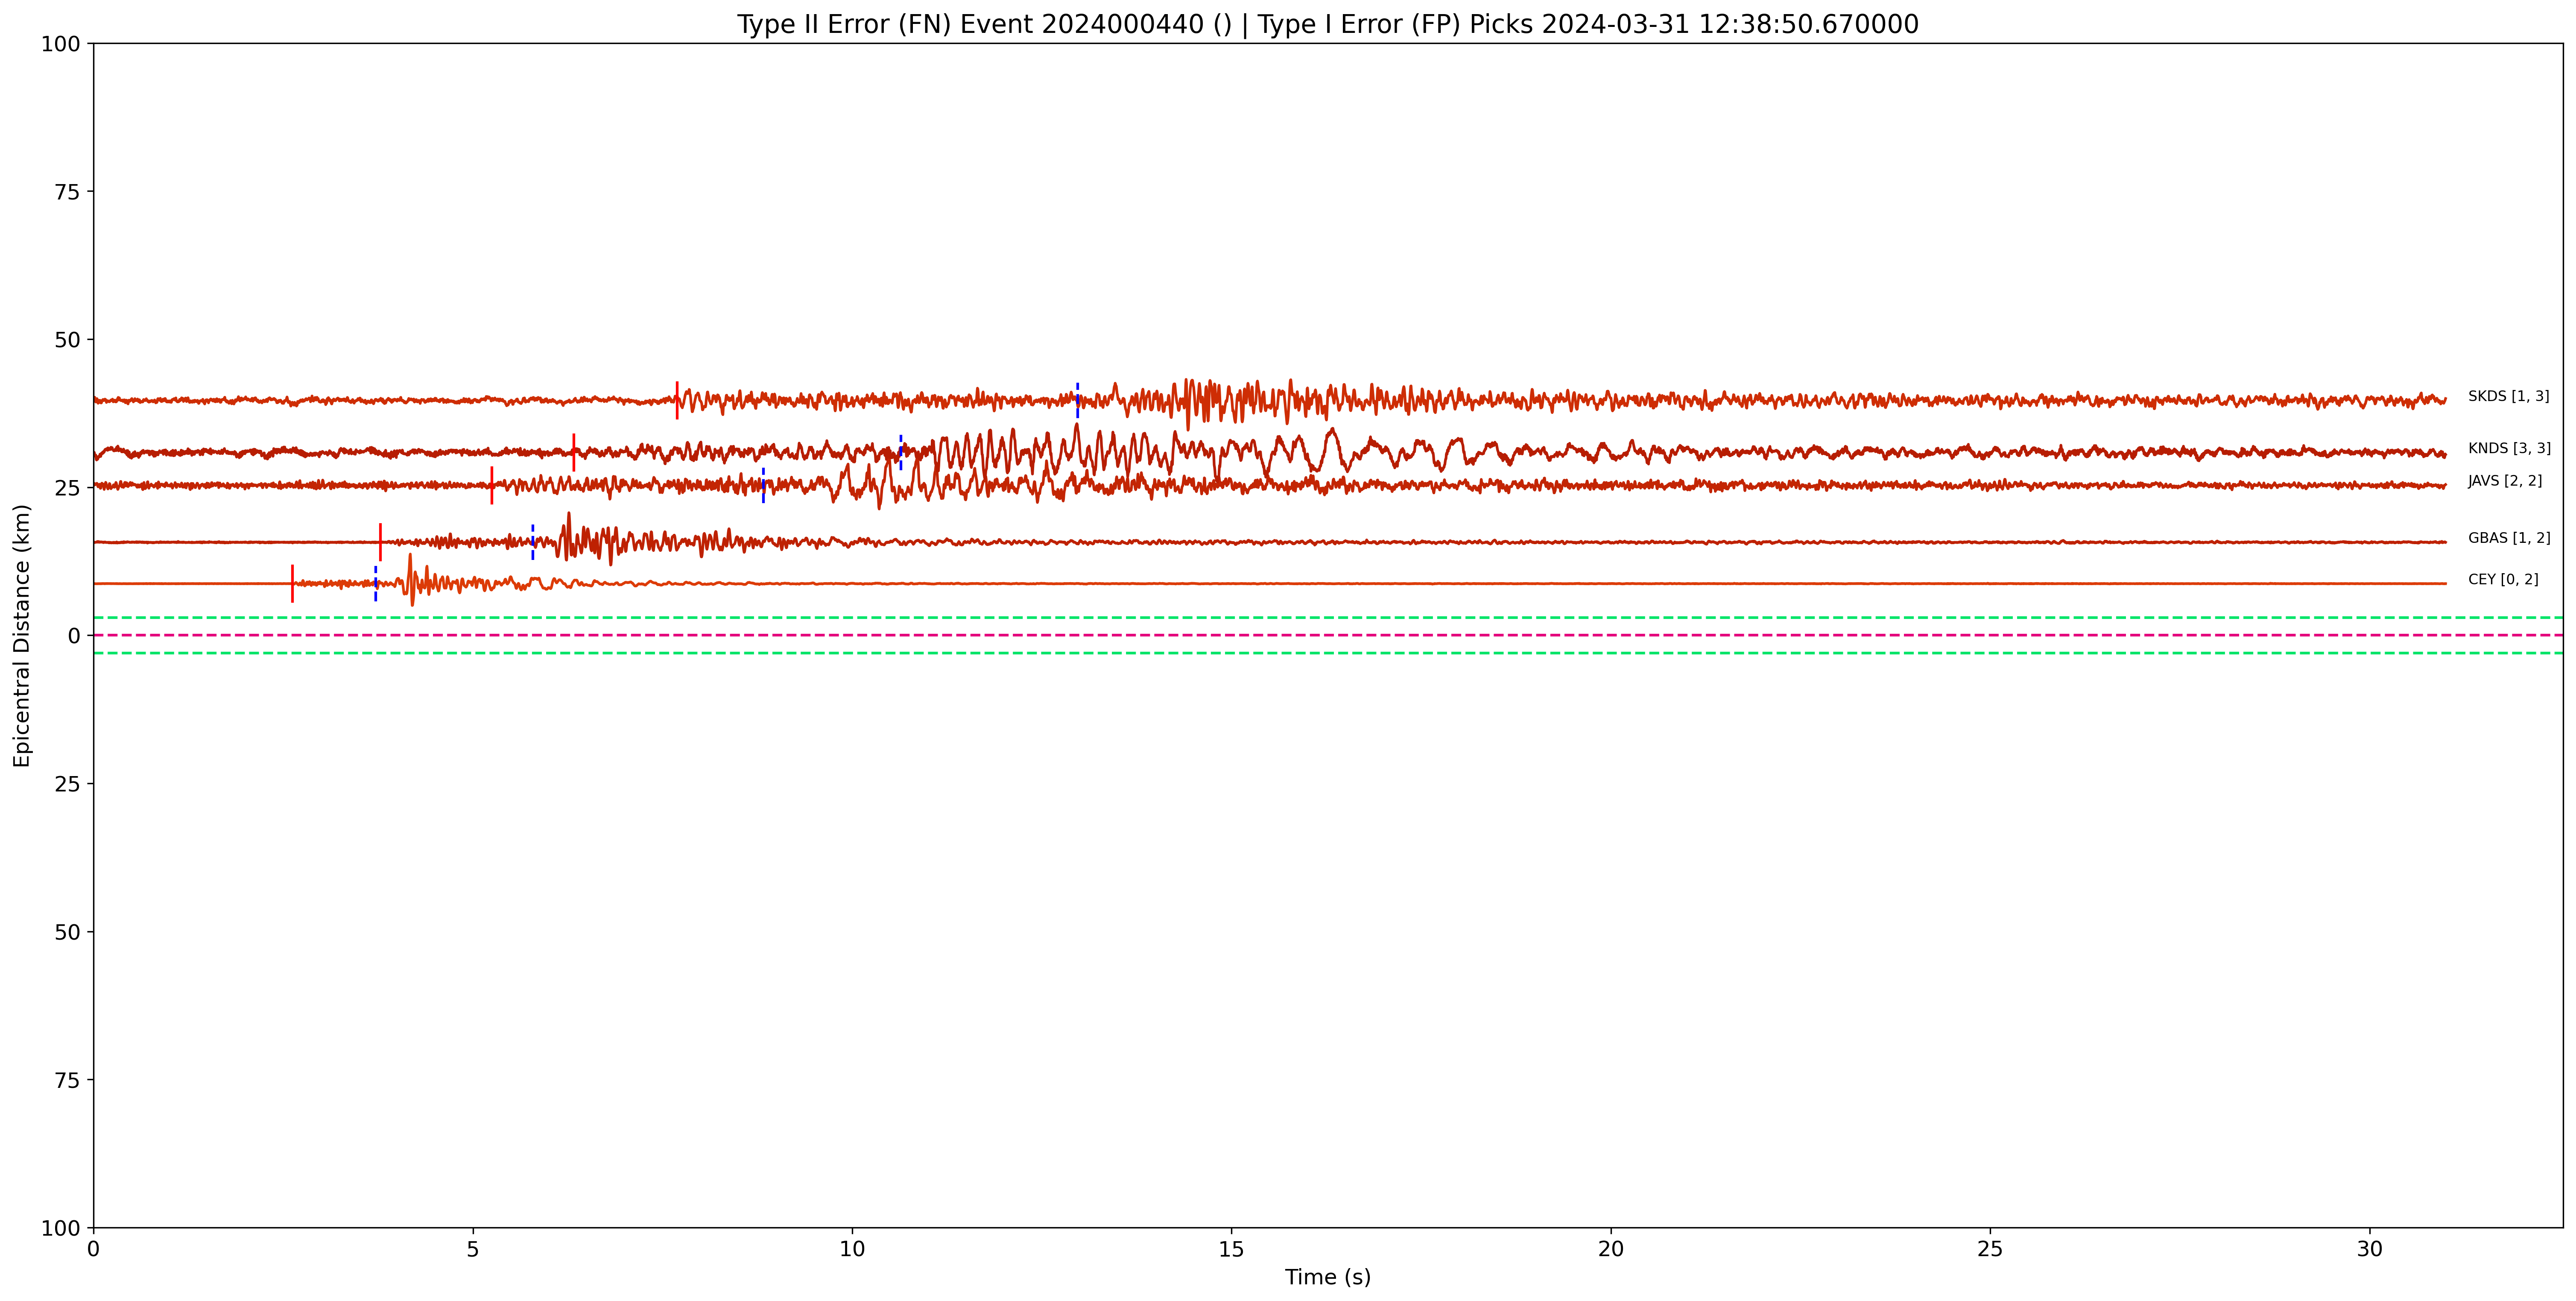 Type II Error (FN) Event 2024000440 () | Type I Error (FP) Picks 2024-03-31 12:38:50.670000
100
75
50
25
0
25
50
75
100
Epicentral Distance (km)
SKDS [1, 3]
KNDS [3, 3]
JAVS [2, 2]
GBAS [1, 2]
CEY [0, 2]
0 5 10 15 20 25 30
Time (s)